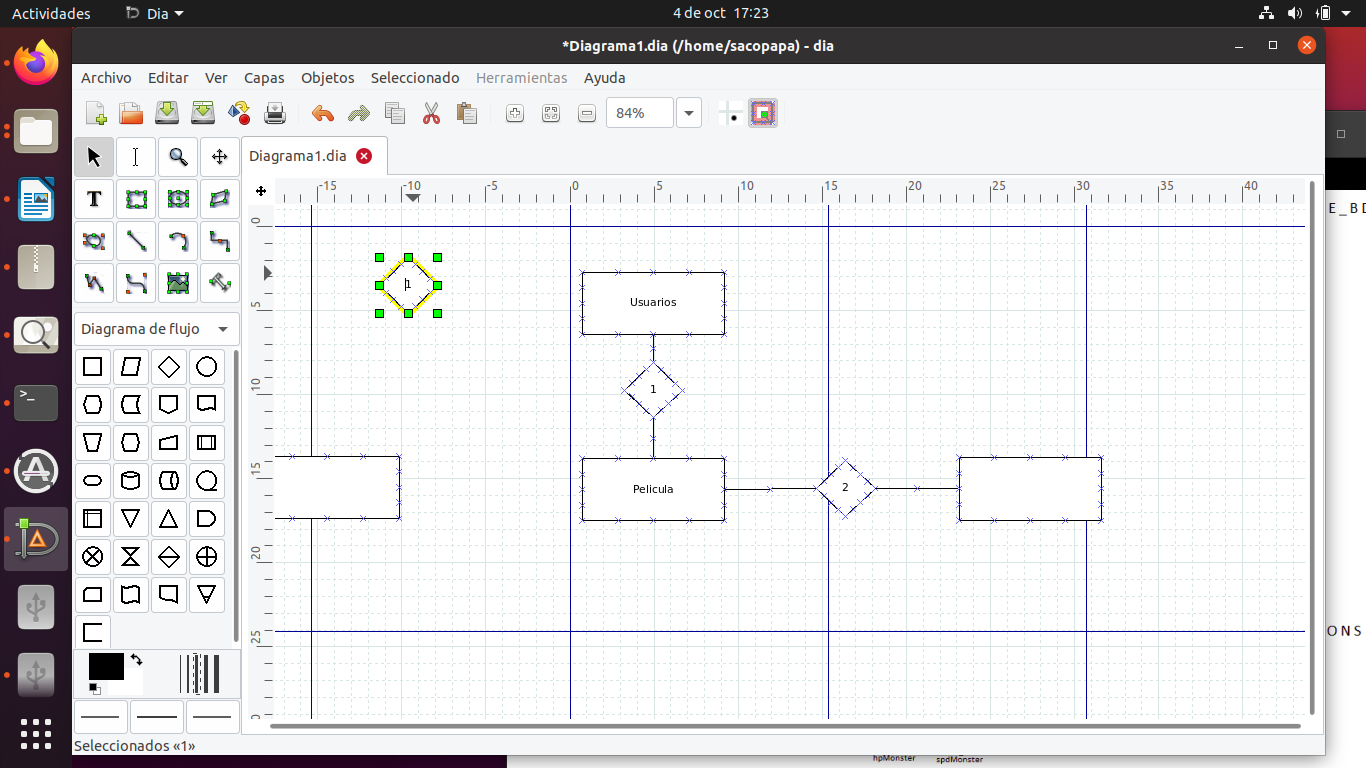 Actividades Dia 4 de oct 17:23
*Diagrama1.dia (/home/sacopapa) - dia
Archivo Editar Ver Capas Objetos Seleccionado Herramientas Ayuda
84%
Diagrama1.dia
-15 -10 -5 0 5 10 15 20 25 30 35 40
0
5
10
15
20
25
0
T
Diagrama de flujo
1
Usuarios
1
Pelicula
2
E_BD
ONS
>_
Seleccionados «1»
hpMonster
spdMonster